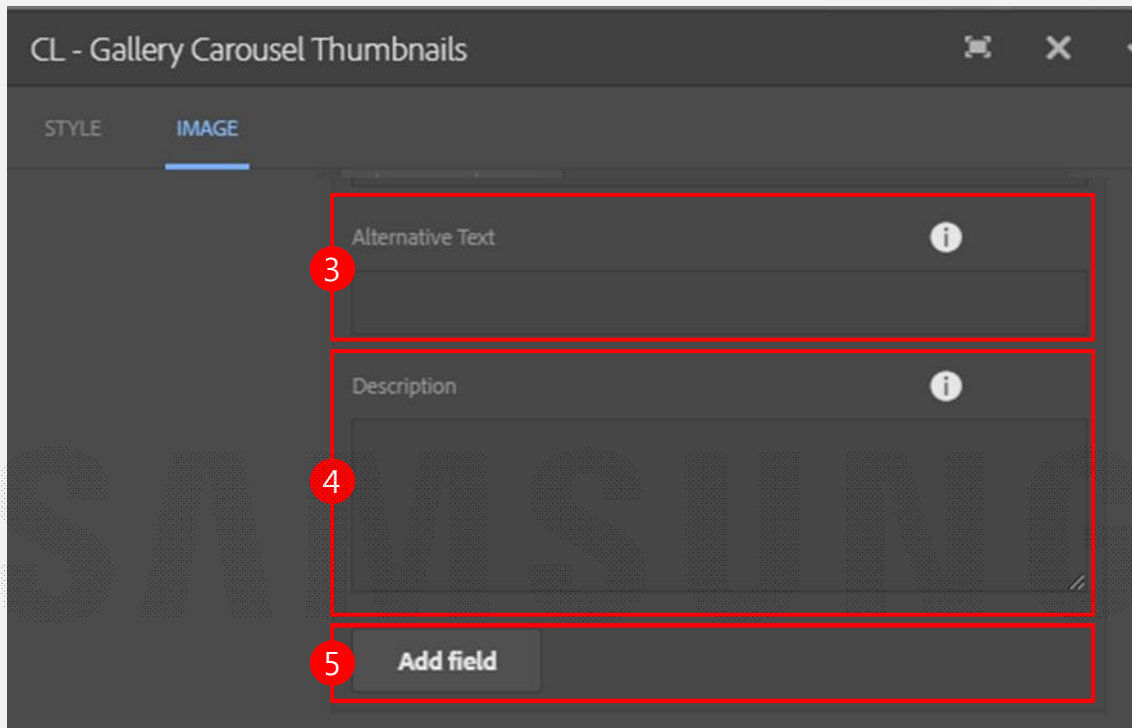 CL - Gallery Carousel Thumbnails
STYLE IMAGE
Alternative Text
3
Description
4
SAMSUNG
5 Add field